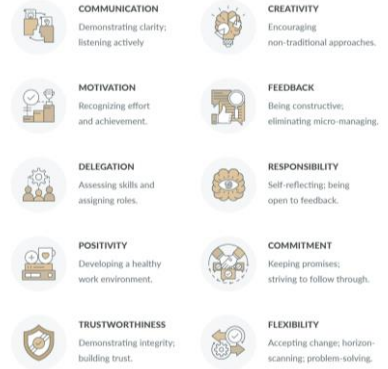 COMMUNICATION
Demonstrating clarity;
listening actively
CREATIVITY
Encouraging
non-traditional approaches.
MOTIVATION
Recognizing effort
and achievement.
FEEDBACK
Being constructive;
eliminating micro-managing.
DELEGATION
Assessing skills and
assigning roles.
RESPONSIBILITY
Self-reflecting; being
open to feedback.
POSITIVITY
Developing a healthy
work environment.
COMMITMENT
Keeping promises;
striving to follow through.
TRUSTWORTHINESS
Demonstrating integrity;
building trust.
FLEXIBILITY
Accepting change; horizon-
scanning; problem-solving.